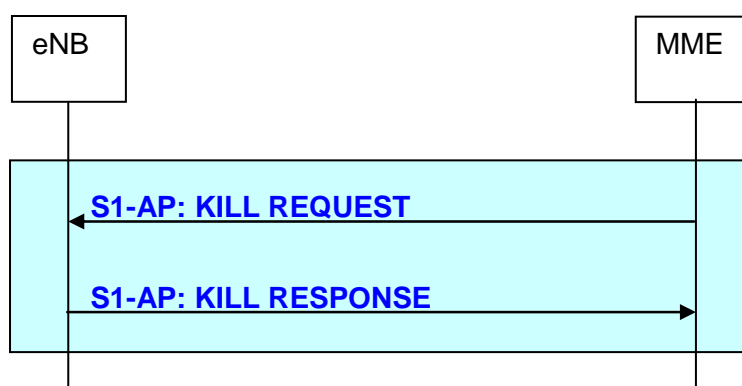 eNB
MME
S1-AP: KILL REQUEST
S1-AP: KILL RESPONSE